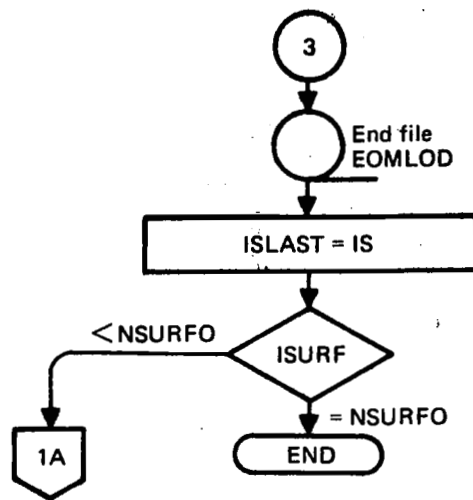 3
End file
EOMLOD
ISLAST = IS
<NSURFO
ISURF
= NSURFO
1A
END